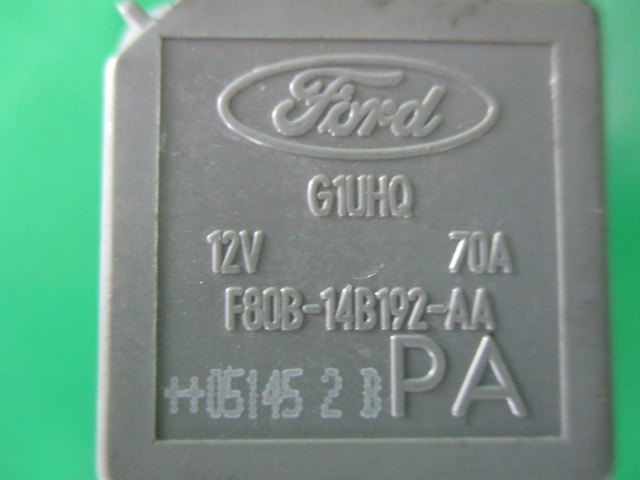 Ford
G1UHQ
12V 70A
F80B-14B192-AA
++05145 2 B PA